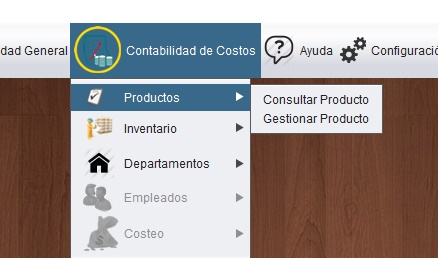 dad General
Contabilidad de Costos
Ayuda
Configuració
Productos
Consultar Producto
Gestionar Producto
Inventario
Departamentos
Empleados
Costeo